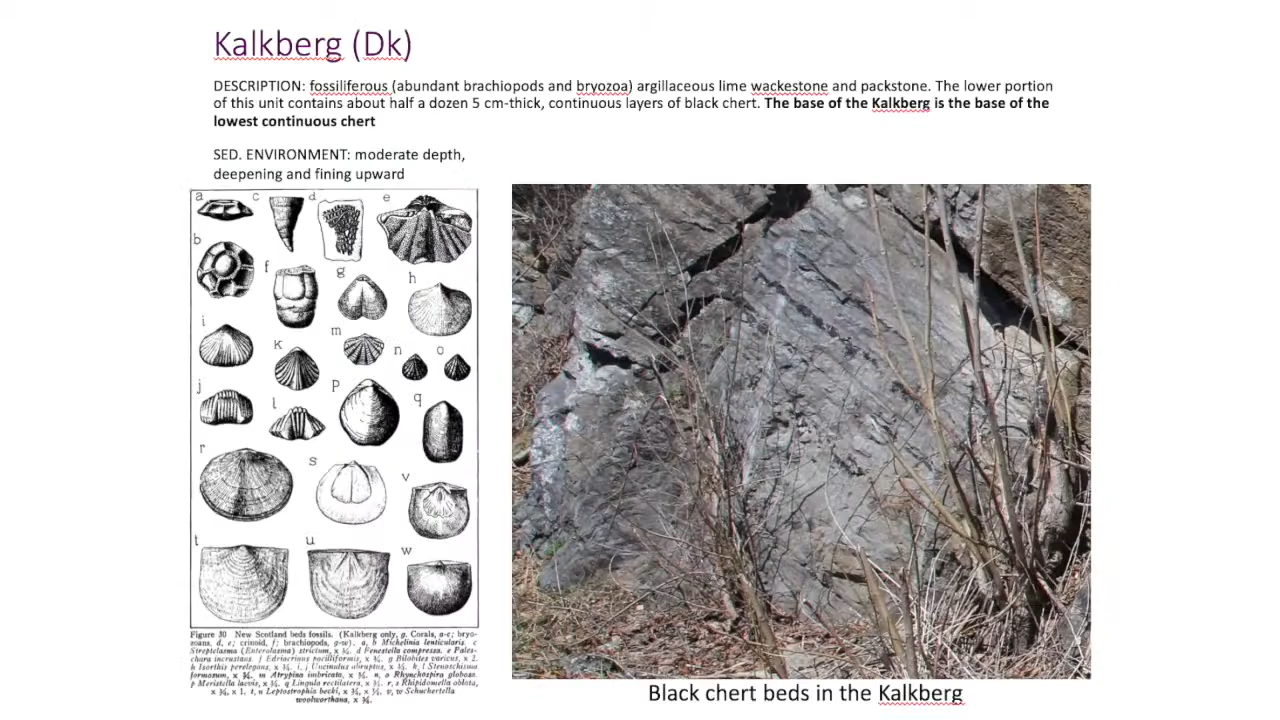 Kalkberg (Dk)
DESCRIPTION: fossiliferous (abundant brachiopods and bryozoa) argillaceous lime wackestone and packstone. The lower portion
of this unit contains about half a dozen 5 cm-thick, continuous layers of black chert. The base of the Kalkberg is the base of the
lowest continuous chert
SED. ENVIRONMENT: moderate depth,
deepening and fining upward
a c d e
b
f g h
i
k m n o
j l p q
r s v
t u w
Figure 30 New Scotland beds fossils. (Kalkberg only, g. Corals, a-c; bryo-
zoans, d, e; crinoid, f; brachiopods, g-w). a, b Michelinia lenticularis. c
Streptelasma (Enterolasma) strictum, x ¾. d Fenestella compressa. e Pales-
chara incrustans. f Edriocrinus pocilliformis, x ¾. g Bilobites varicus, x 2.
h Isorthis perelegans, x ¾. i, j Uncinulus abruptus, x ¾. k, l Stenoschisma
formosum, x ¾. m Atrypina imbricata, x ¾. n, o Rhynchospira globosa.
p Meristella laevis, x ¾. q Lingula rectilatera, x ¾. r, s Rhipidomella oblata,
x ¾, x 1. t, u Leptostrophia becki, x ¾, x ¾. v, w Schuchertella
woolworthana, x ¾.
Black chert beds in the Kalkberg